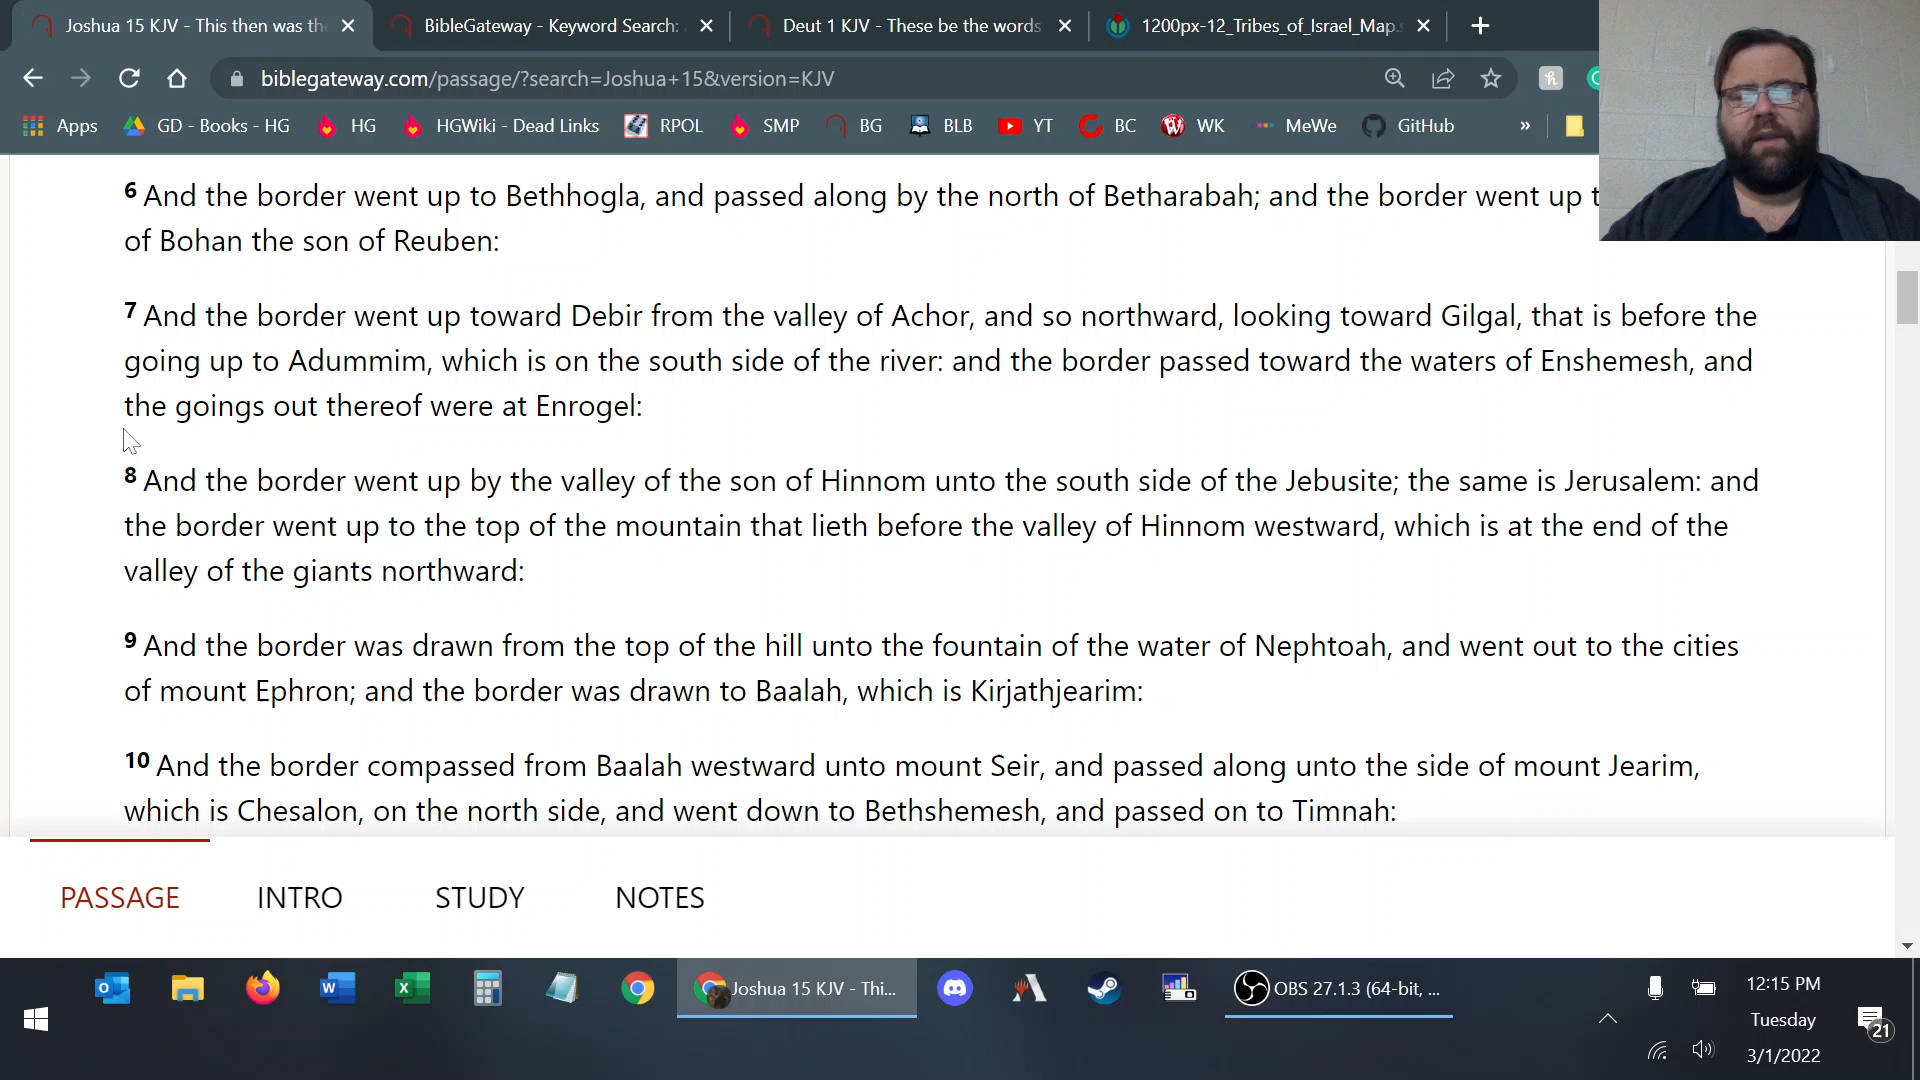 Joshua 15 KJV - This then was the
BibleGateway - Keyword Search:
Deut 1 KJV - These be the words
1200px-12_Tribes_of_Israel_Map.s
biblegateway.com/passage/?search=Joshua+15&version=KJV
Apps
GD - Books - HG
HG
HGWiki - Dead Links
RPOL
SMP
BG
BLB
YT
BC
WK
MeWe
GitHub
»
6 And the border went up to Bethhogla, and passed along by the north of Betharabah; and the border went up t
of Bohan the son of Reuben:
7 And the border went up toward Debir from the valley of Achor, and so northward, looking toward Gilgal, that is before the
going up to Adummim, which is on the south side of the river: and the border passed toward the waters of Enshemesh, and
the goings out thereof were at Enrogel:
8 And the border went up by the valley of the son of Hinnom unto the south side of the Jebusite; the same is Jerusalem: and
the border went up to the top of the mountain that lieth before the valley of Hinnom westward, which is at the end of the
valley of the giants northward:
9 And the border was drawn from the top of the hill unto the fountain of the water of Nephtoah, and went out to the cities
of mount Ephron; and the border was drawn to Baalah, which is Kirjathjearim:
10 And the border compassed from Baalah westward unto mount Seir, and passed along unto the side of mount Jearim,
which is Chesalon, on the north side, and went down to Bethshemesh, and passed on to Timnah:
PASSAGE
INTRO
STUDY
NOTES
Joshua 15 KJV - Thi...
OBS 27.1.3 (64-bit, ...
12:15 PM
Tuesday
3/1/2022
21